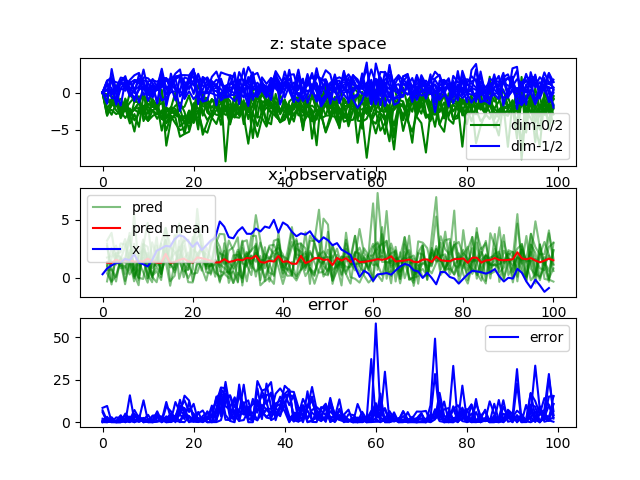 z: state space
0
−5
dim-0/2
dim-1/2
0 20 40 60 80 100
x: observation
5
0
pred
pred_mean
x
0 20 40 60 80 100
error
50
25
0
error
0 20 40 60 80 100